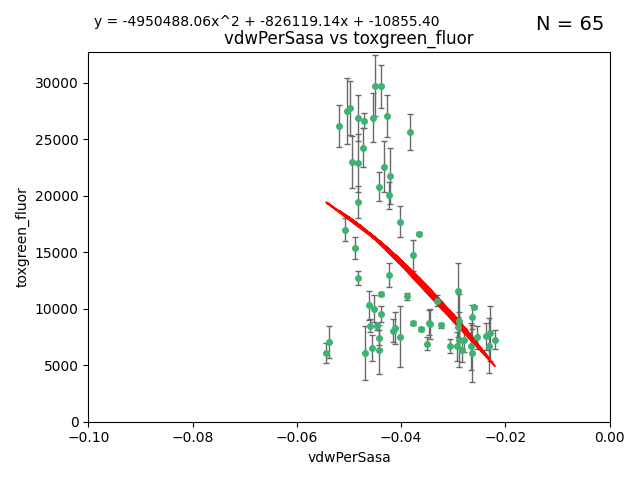 y = -4950488.06x^2 + -826119.14x + -10855.40
N = 65
vdwPerSasa vs toxgreen_fluor
30000
25000
20000
15000
10000
5000
0
toxgreen_fluor
−0.10 −0.08 −0.06 −0.04 −0.02 0.00
vdwPerSasa